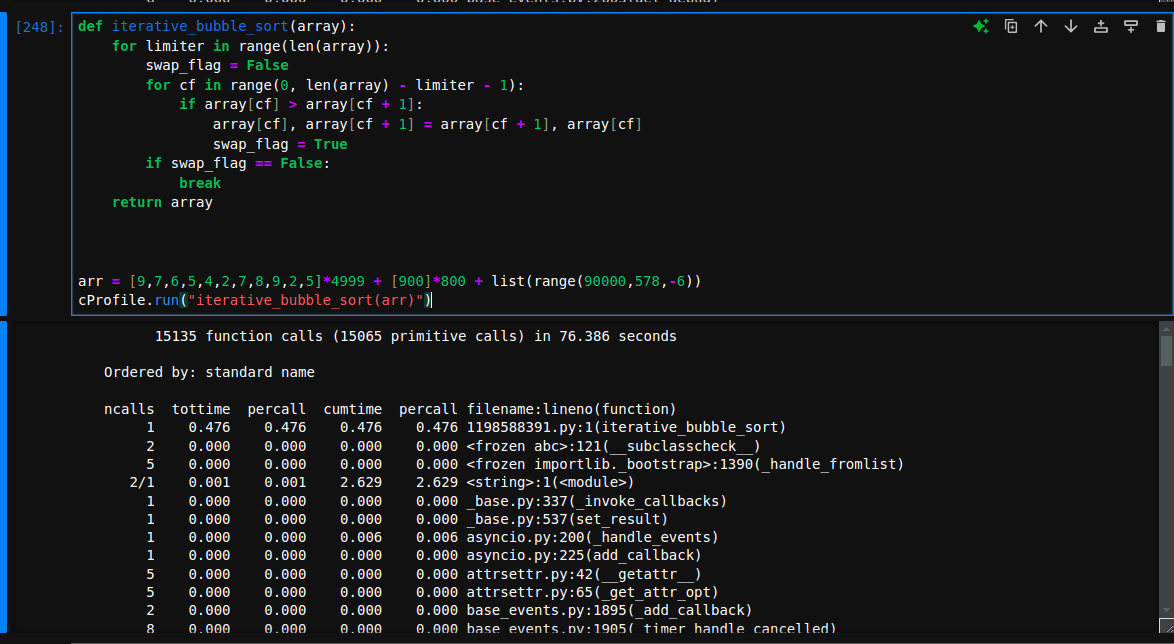 [248]: def iterative_bubble_sort(array):
    for limiter in range(len(array)):
        swap_flag = False
        for cf in range(0, len(array) - limiter - 1):
            if array[cf] > array[cf + 1]:
                array[cf], array[cf + 1] = array[cf + 1], array[cf]
                swap_flag = True
        if swap_flag == False:
            break
    return array
arr = [9,7,6,5,4,2,7,8,9,2,5]*4999 + [900]*800 + list(range(90000,578,-6))
cProfile.run("iterative_bubble_sort(arr)")
15135 function calls (15065 primitive calls) in 76.386 seconds
Ordered by: standard name
ncalls  tottime  percall  cumtime  percall filename:lineno(function)
1    0.476    0.476    0.476    0.476 1198588391.py:1(iterative_bubble_sort)
2    0.000    0.000    0.000    0.000 <frozen abc>:121(__subclasscheck__)
5    0.000    0.000    0.000    0.000 <frozen importlib._bootstrap>:1390(_handle_fromlist)
2/1    0.001    0.001    2.629    2.629 <string>:1(<module>)
1    0.000    0.000    0.000    0.000 _base.py:337(_invoke_callbacks)
1    0.000    0.000    0.000    0.000 _base.py:537(set_result)
1    0.000    0.000    0.006    0.006 asyncio.py:200(_handle_events)
1    0.000    0.000    0.000    0.000 asyncio.py:225(add_callback)
5    0.000    0.000    0.000    0.000 attrsettr.py:42(__getattr__)
5    0.000    0.000    0.000    0.000 attrsettr.py:65(_get_attr_opt)
2    0.000    0.000    0.000    0.000 base_events.py:1895(_add_callback)
8    0.000    0.000    0.000    0.000 base_events.py:1905(_timer_handle_cancelled)